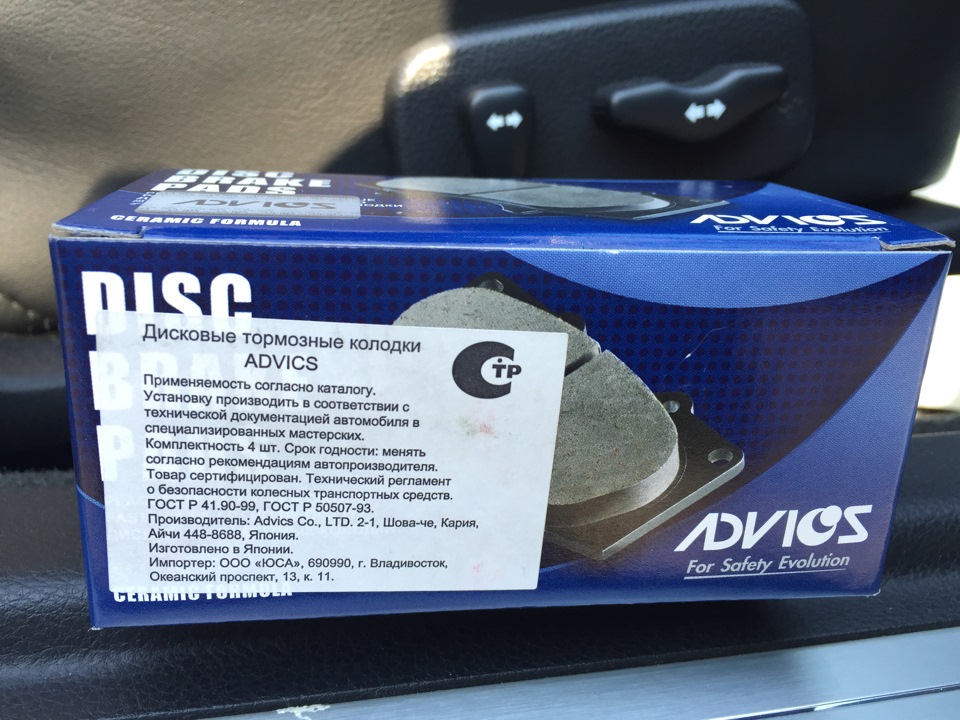 DISC
BRAKE
PADS
ADVICS
CERAMIC FORMULA
ADVICS
For Safety Evolution
DISC
Дисковые тормозные колодки
ADVICS
Применяемость согласно каталогу.
Установку производить в соответствии с
технической документацией автомобиля в
специализированных мастерских.
Комплектность 4 шт. Срок годности: менять
согласно рекомендациям автопроизводителя.
Товар сертифицирован. Технический регламент
о безопасности колесных транспортных средств.
ГОСТ Р 41.90-99, ГОСТ Р 50507-93.
Производитель: Advics Co., LTD. 2-1, Шова-че, Кария,
Айчи 448-8688, Япония.
Изготовлено в Японии.
Импортер: ООО «ЮСА», 690990, г. Владивосток,
Океанский проспект, 13, к. 11.
СТР
CERAMIC FORMULA
ADVICS
For Safety Evolution